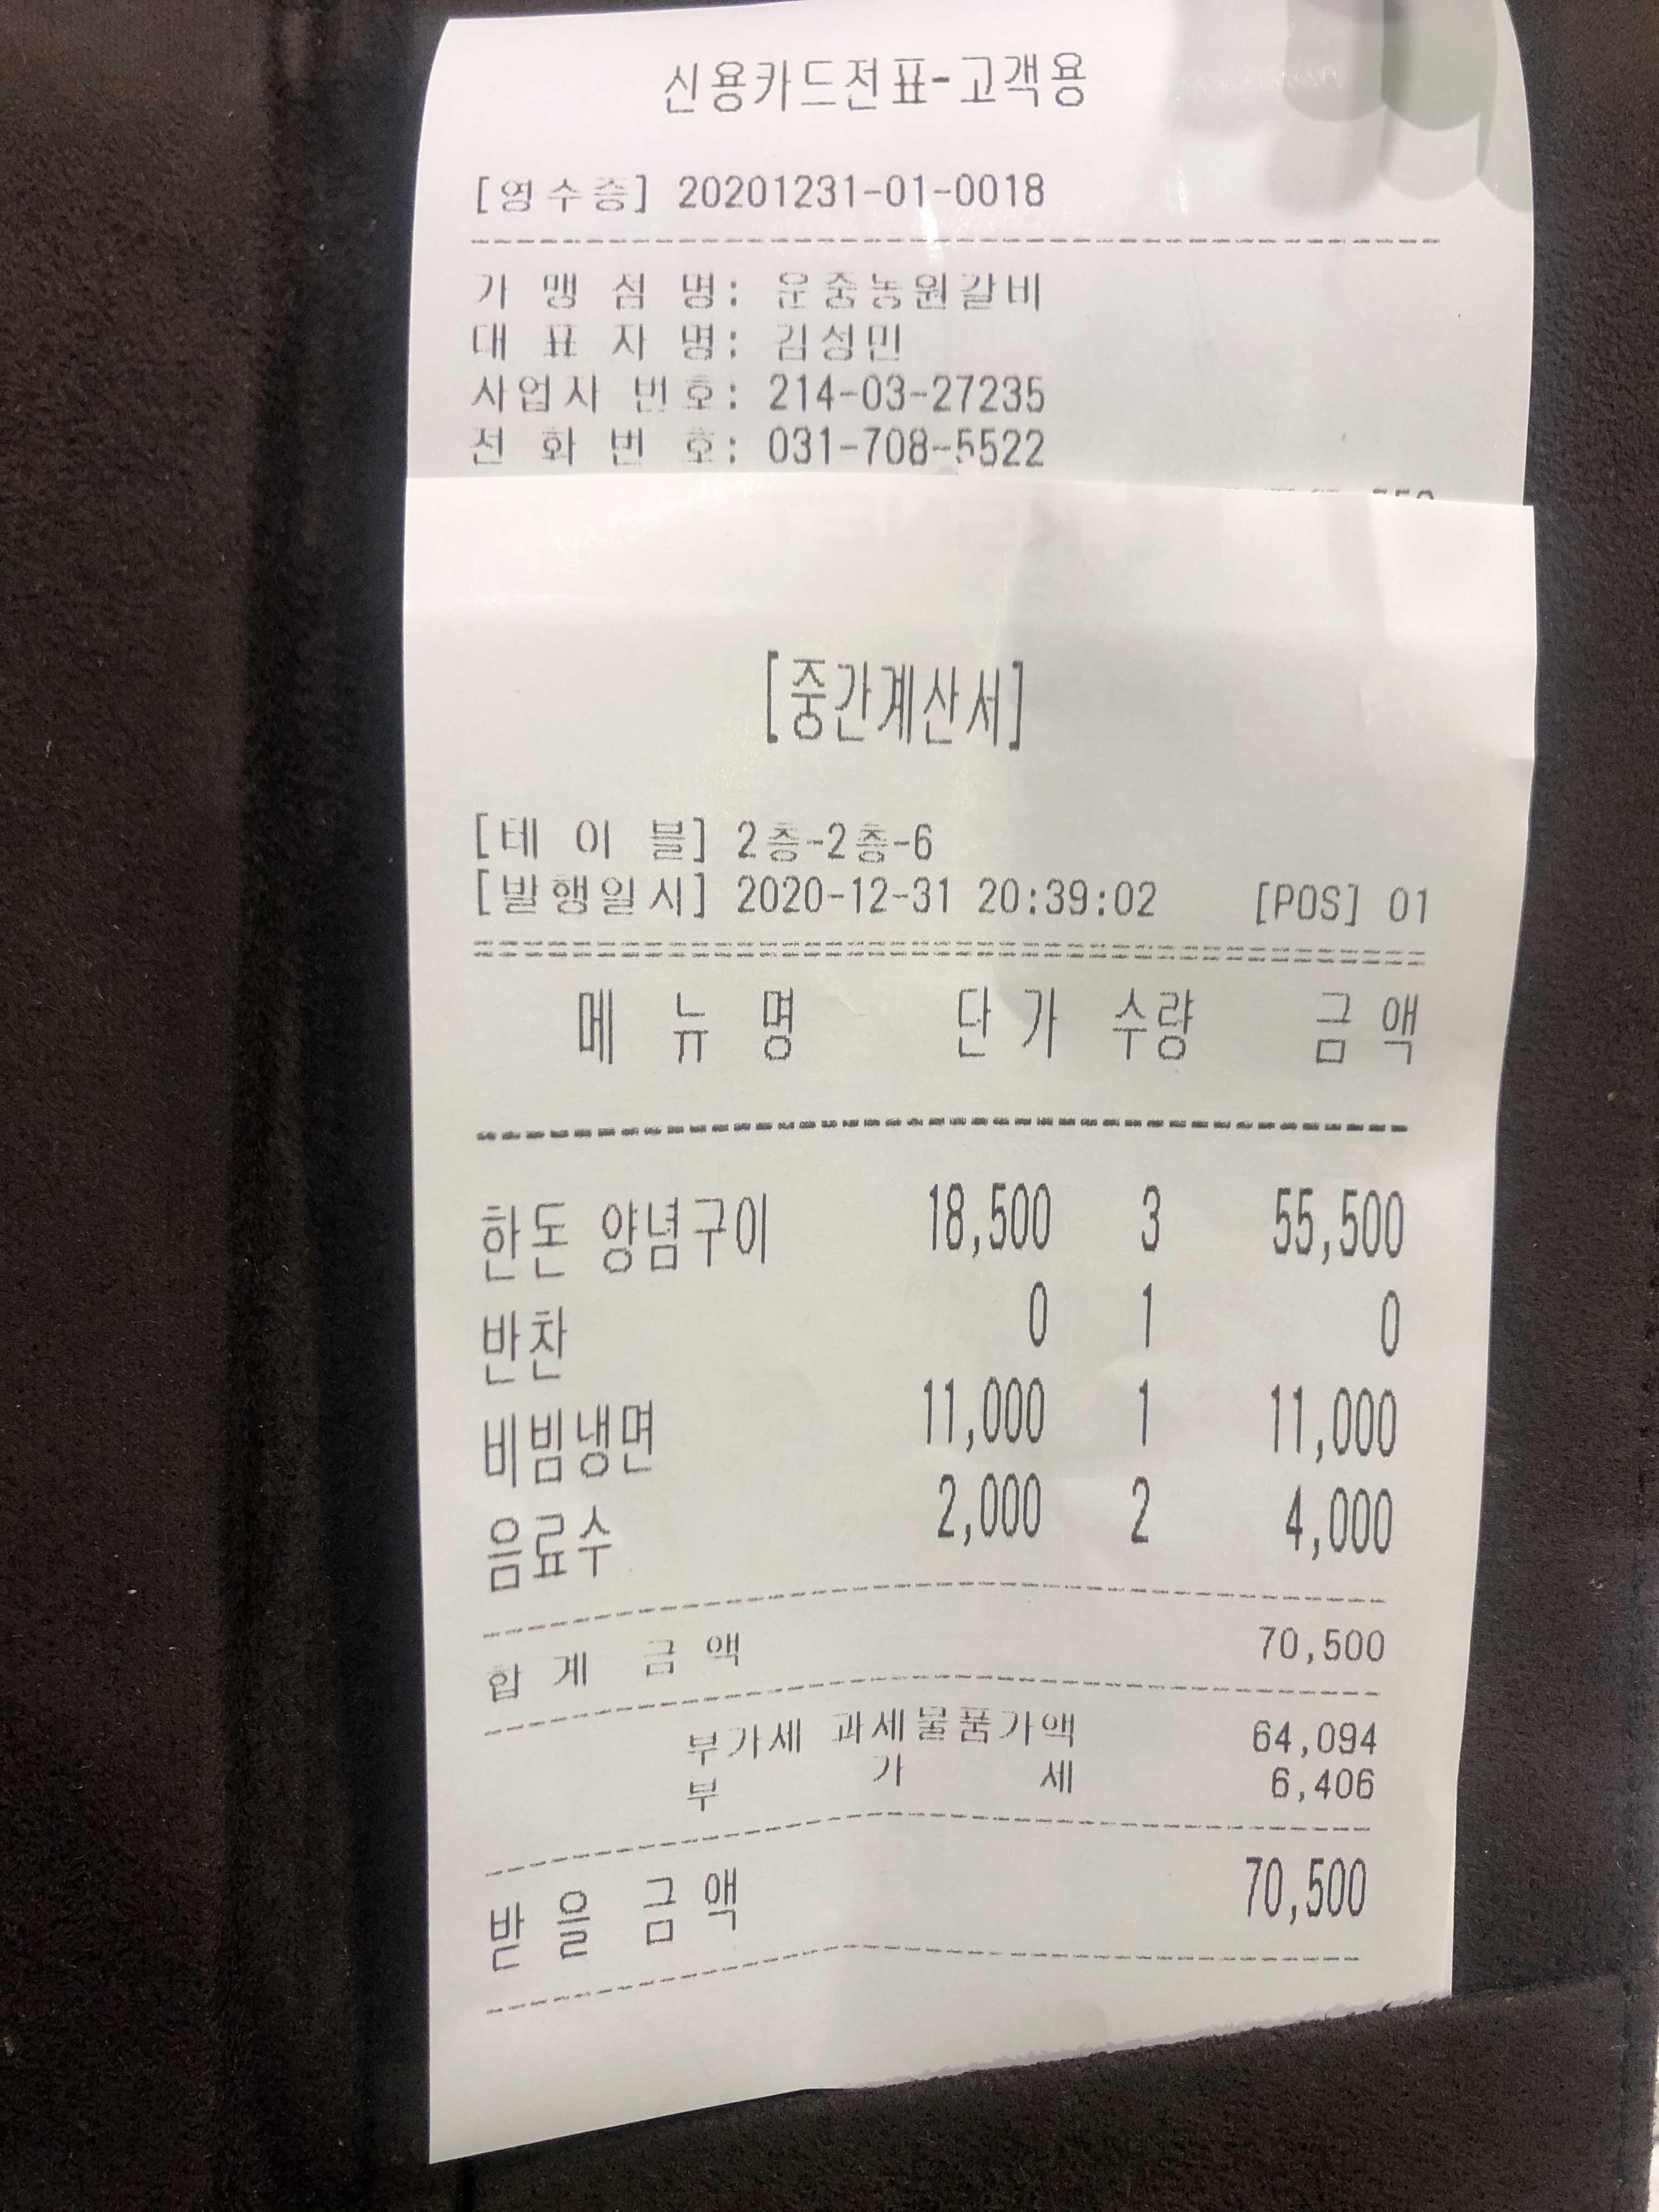 신용카드전표-고객용
[영수증] 20201231-01-0018
가 맹 점 명: 운중농원갈비
대 표 자 명: 김성민
사업자 번호: 214-03-27235
전 화 번 호: 031-708-5522
[중간계산서]
[테 이 블] 2층-2층-6
[발행일시] 2020-12-31 20:39:02 [POS] 01
메 뉴 명 단 가 수량 금 액
한돈 양념구이 18,500 3 55,500
반찬 0 1 0
비빔냉면 11,000 1 11,000
음료수 2,000 2 4,000
합 계 금 액 70,500
부가세 과세물품가액 64,094
부 가 세 6,406
받 을 금 액 70,500